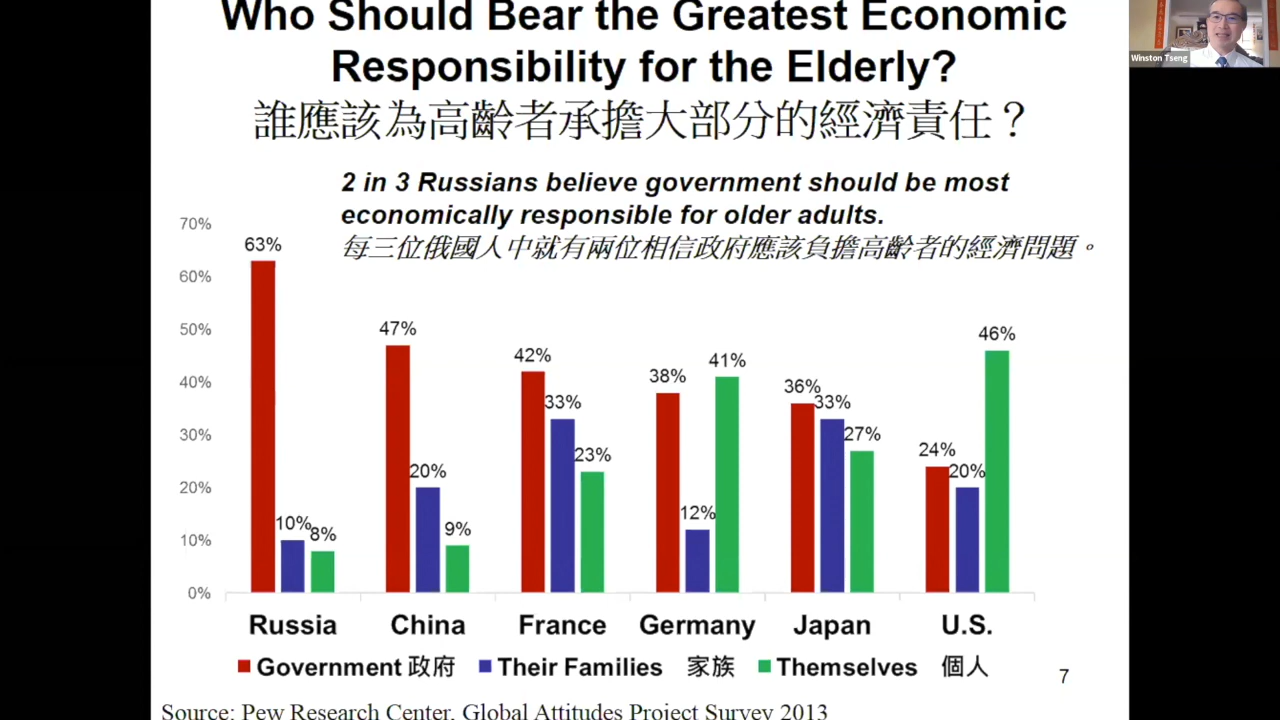 Who Should Bear the Greatest Economic
Responsibility for the Elderly?
誰應該為高齡者承擔大部分的經濟責任？
Winston Tseng
2 in 3 Russians believe government should be most
economically responsible for older adults.
每三位俄國人中就有兩位相信政府應該負擔高齡者的經濟問題。
70%
60%
50%
40%
30%
20%
10%
0%
63%
10%
8%
47%
20%
9%
42%
33%
23%
38%
12%
41%
36%
33%
27%
24%
20%
46%
Russia China France Germany Japan U.S.
Government 政府 Their Families 家族 Themselves 個人
7
Source: Pew Research Center, Global Attitudes Project Survey 2013